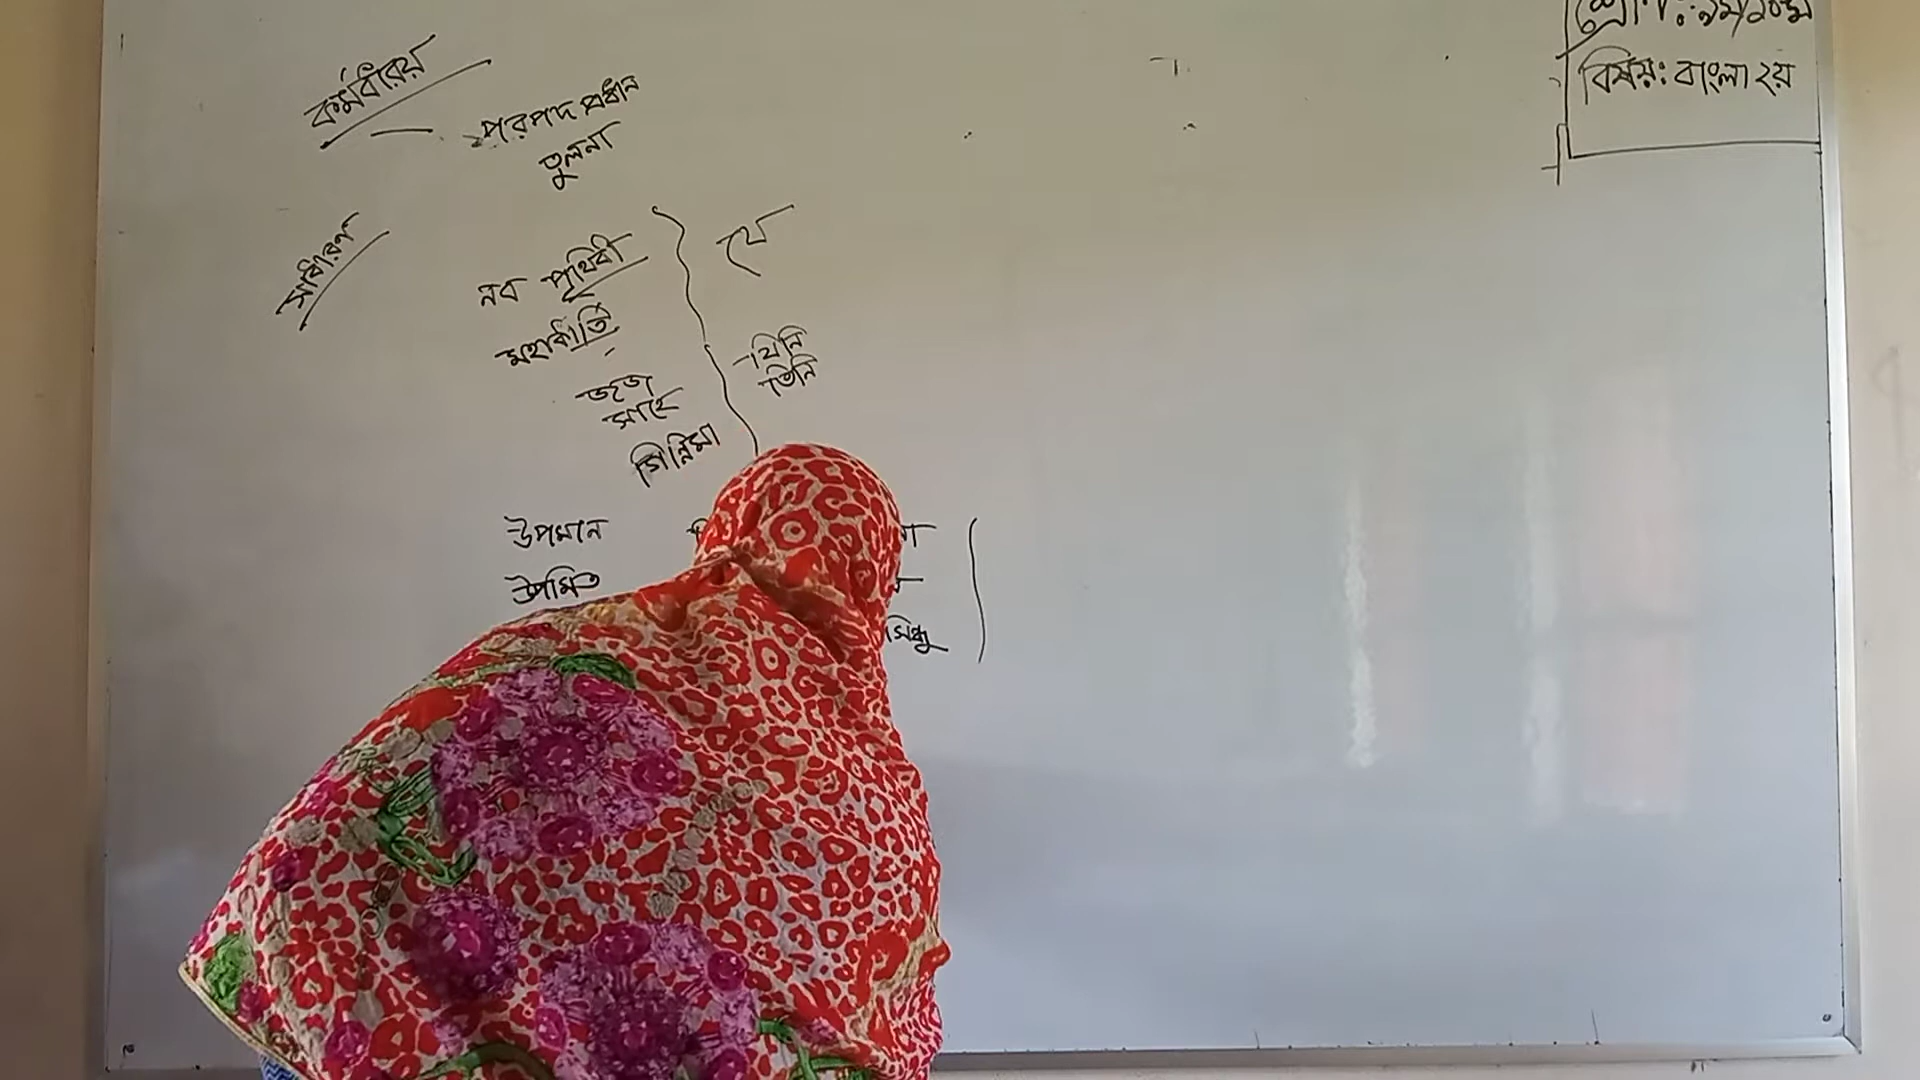 শ্রেণি: ৯ম/১০ম
বিষয়: বাংলা ২য়
কর্মধারয়
— পরপদ প্রধান
তুলনা
সাধারণ
নব পৃথিবী
যে
মহাকীর্তি
যিনি
তিনি
জজ
সাহে
গিন্নিমা
উপমান
উপমিত
সিন্ধু